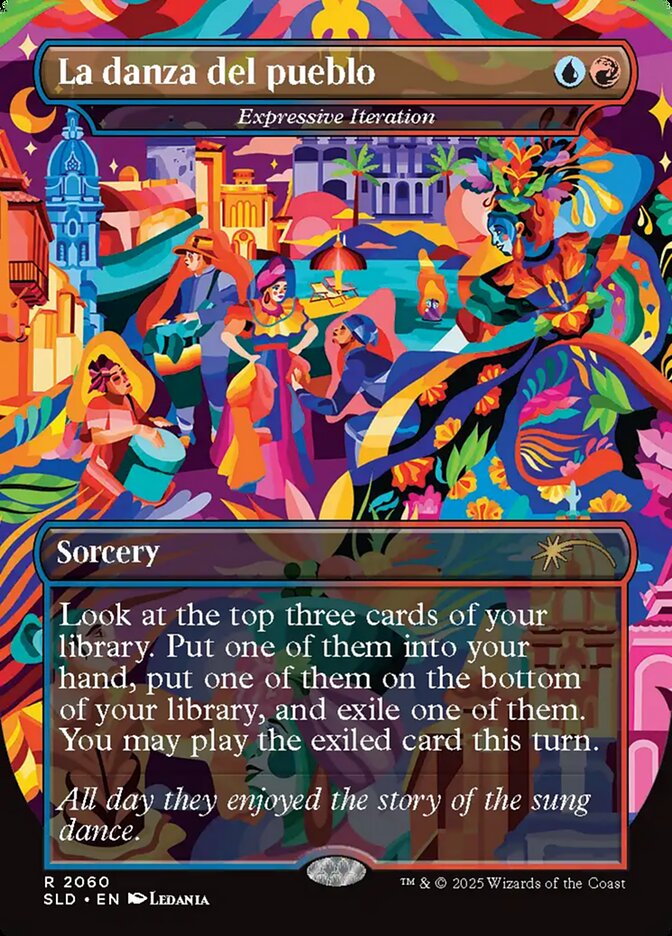 La danza del pueblo
Expressive Iteration
Sorcery
Look at the top three cards of your
library. Put one of them into your
hand, put one of them on the bottom
of your library, and exile one of them.
You may play the exiled card this turn.
All day they enjoyed the story of the sung
dance.
R 2060
SLD • EN LEDANIA
™ & © 2025 Wizards of the Coast